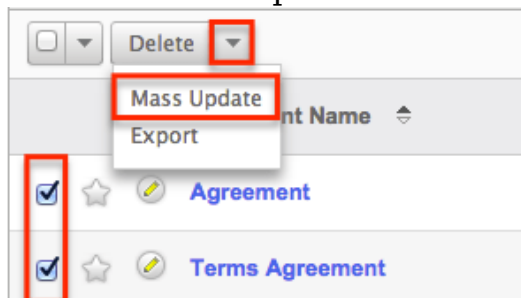 Delete
Mass Update
nt Name
Export
Agreement
Terms Agreement